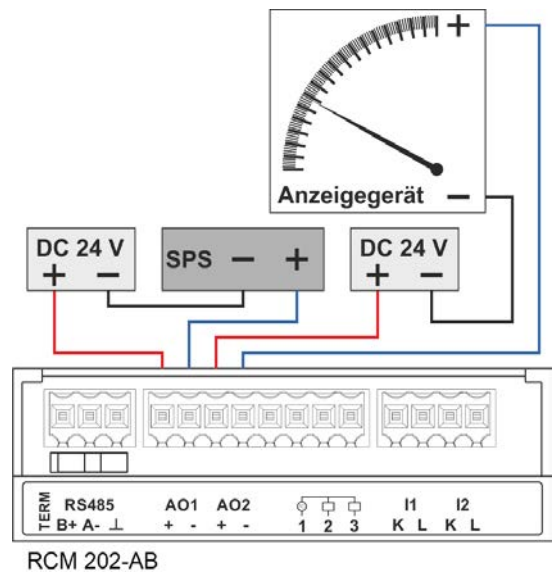 +
Anzeigegerät −
DC 24 V
+ −
SPS − +
DC 24 V
+ −
TERM
RS485 AO1 AO2 I1 I2
B+ A- ⊥ + - + - 1 2 3 K L K L
RCM 202-AB